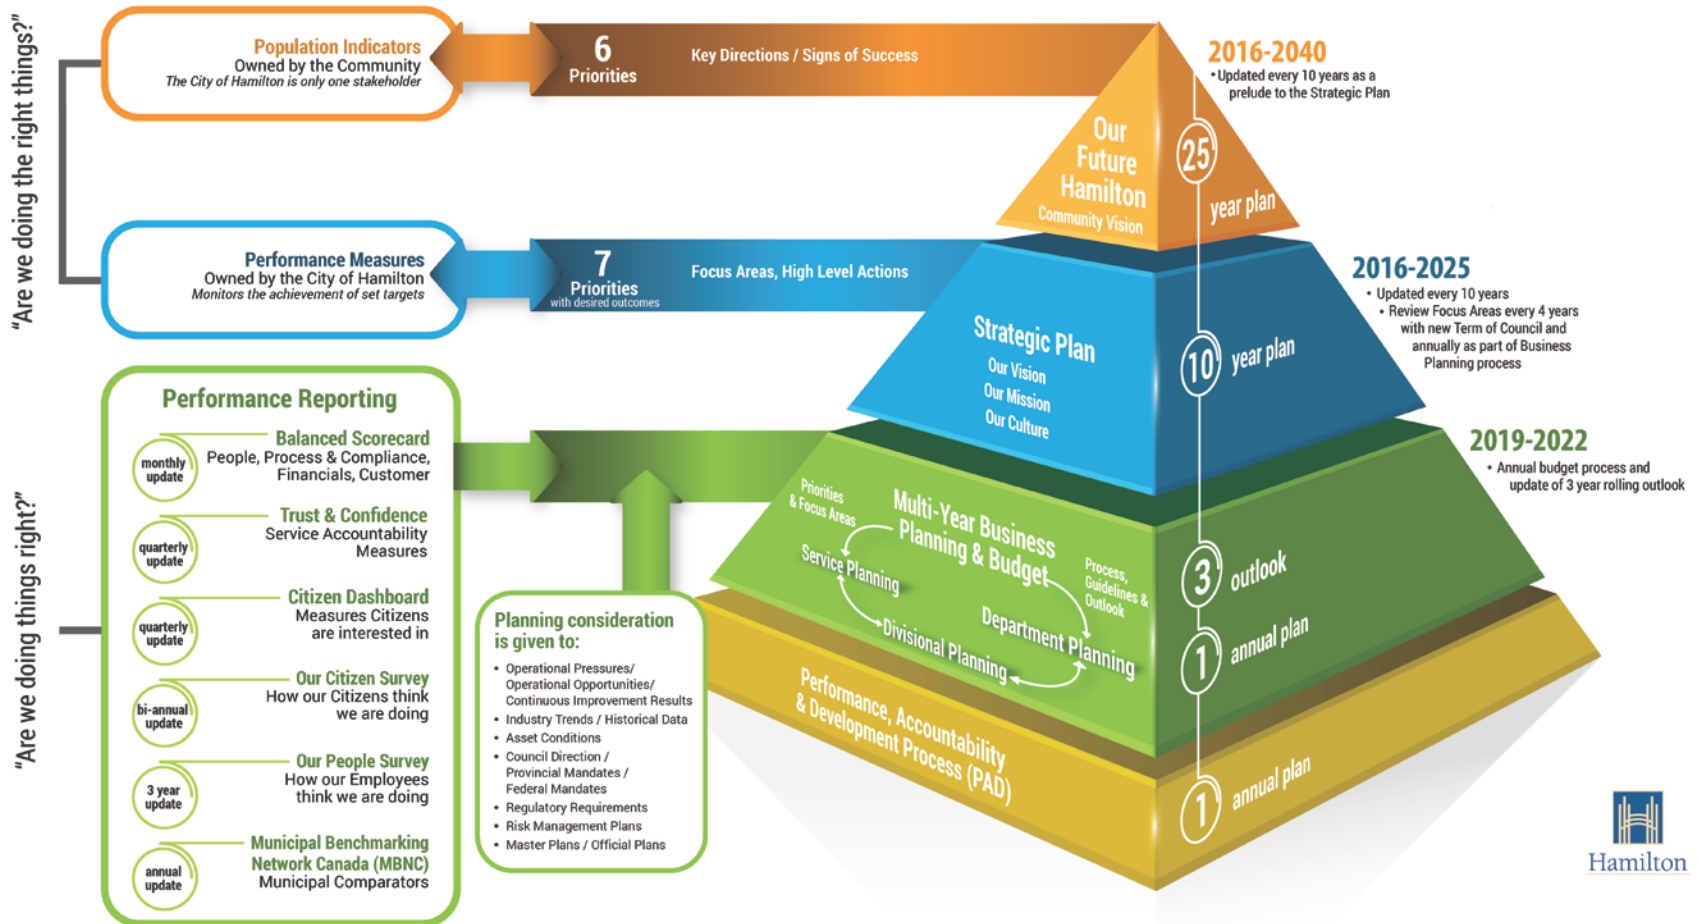 "Are we doing the right things?"
Population Indicators
Owned by the Community
The City of Hamilton is only one stakeholder
6
Priorities
Key Directions / Signs of Success
2016-2040
• Updated every 10 years as a
prelude to the Strategic Plan
Our
Future
Hamilton
Community Vision
25
year plan
Performance Measures
Owned by the City of Hamilton
Monitors the achievement of set targets
7
Priorities
with desired outcomes
Focus Areas, High Level Actions
2016-2025
• Updated every 10 years
• Review Focus Areas every 4 years
with new Term of Council and
annually as part of Business
Planning process
Strategic Plan
Our Vision
Our Mission
Our Culture
10
year plan
"Are we doing things right?"
Performance Reporting
monthly
update
Balanced Scorecard
People, Process & Compliance,
Financials, Customer
quarterly
update
Trust & Confidence
Service Accountability
Measures
quarterly
update
Citizen Dashboard
Measures Citizens
are interested in
bi-annual
update
Our Citizen Survey
How our Citizens think
we are doing
3 year
update
Our People Survey
How our Employees
think we are doing
annual
update
Municipal Benchmarking
Network Canada (MBNC)
Municipal Comparators
Planning consideration
is given to:
• Operational Pressures/
Operational Opportunities/
Continuous Improvement Results
• Industry Trends / Historical Data
• Asset Conditions
• Council Direction /
Provincial Mandates /
Federal Mandates
• Regulatory Requirements
• Risk Management Plans
• Master Plans / Official Plans
2019-2022
• Annual budget process and
update of 3 year rolling outlook
Priorities
& Focus Areas
Multi-Year Business
Planning & Budget
Process,
Guidelines &
Outlook
Service Planning
Divisional Planning
Department Planning
3
outlook
1
annual plan
Performance, Accountability
& Development Process (PAD)
1
annual plan
Hamilton